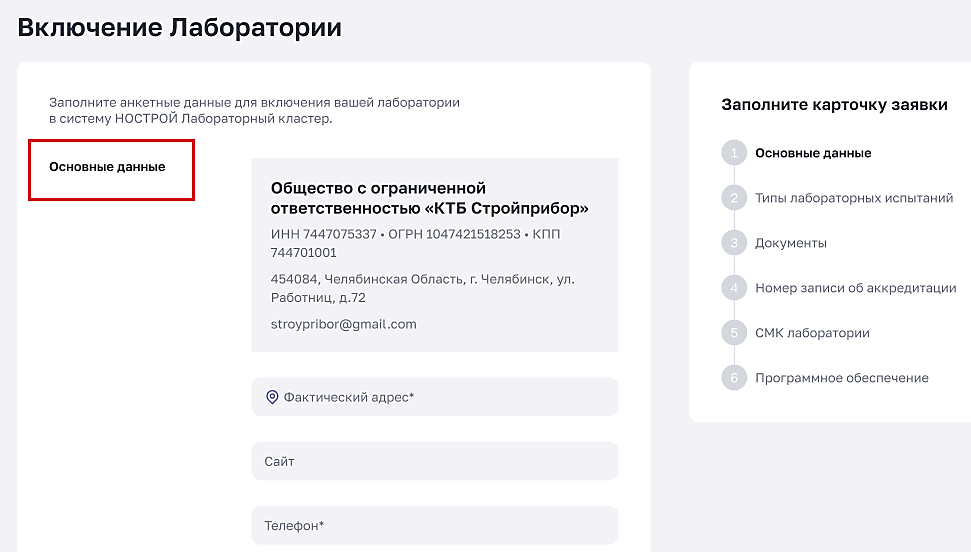 Включение Лаборатории
Заполните анкетные данные для включения вашей лаборатории
в систему НОСТРОЙ Лабораторный кластер.
Основные данные
Общество с ограниченной
ответственностью «КТБ Стройприбор»
ИНН 7447075337 • ОГРН 1047421518253 • КПП
744701001
454084, Челябинская Область, г. Челябинск, ул.
Работниц, д.72
stroypribor@gmail.com
Фактический адрес*
Сайт
Телефон*
Заполните карточку заявки
1 Основные данные
2 Типы лабораторных испытаний
3 Документы
4 Номер записи об аккредитации
5 СМК лаборатории
6 Программное обеспечение